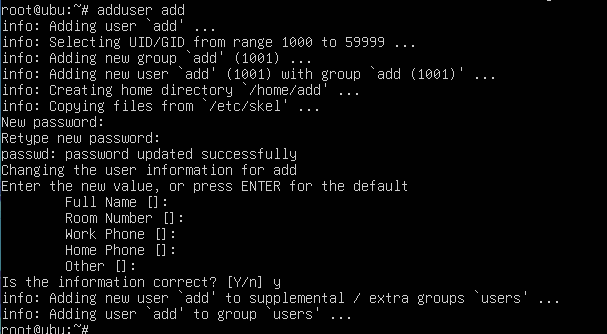 root@ubu:~# adduser add
info: Adding user `add' ...
info: Selecting UID/GID from range 1000 to 59999 ...
info: Adding new group `add' (1001) ...
info: Adding new user `add' (1001) with group `add (1001)' ...
info: Creating home directory `/home/add' ...
info: Copying files from `/etc/skel' ...
New password:
Retype new password:
passwd: password updated successfully
Changing the user information for add
Enter the new value, or press ENTER for the default
Full Name []:
Room Number []:
Work Phone []:
Home Phone []:
Other []:
Is the information correct? [Y/n] y
info: Adding new user `add' to supplemental / extra groups `users' ...
info: Adding user `add' to group `users' ...
root@ubu:~#